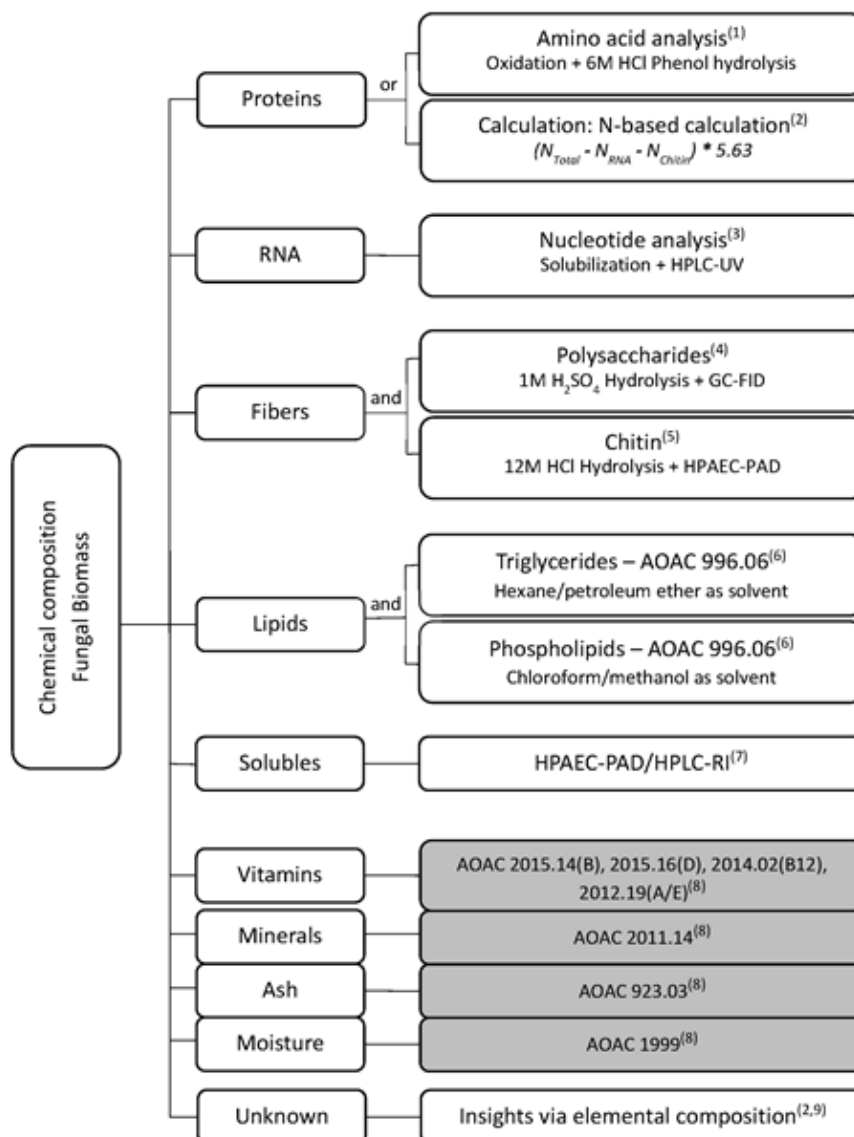 Chemical composition
Fungal Biomass
Proteins
or
Amino acid analysis(1)
Oxidation + 6M HCl Phenol hydrolysis
Calculation: N-based calculation(2)
(NTotal - NRNA - NChitin) * 5.63
RNA
Nucleotide analysis(3)
Solubilization + HPLC-UV
Fibers
and
Polysaccharides(4)
1M H2SO4 Hydrolysis + GC-FID
Chitin(5)
12M HCl Hydrolysis + HPAEC-PAD
Lipids
and
Triglycerides – AOAC 996.06(6)
Hexane/petroleum ether as solvent
Phospholipids – AOAC 996.06(6)
Chloroform/methanol as solvent
Solubles
HPAEC-PAD/HPLC-RI(7)
Vitamins
AOAC 2015.14(B), 2015.16(D), 2014.02(B12),
2012.19(A/E)(8)
Minerals
AOAC 2011.14(8)
Ash
AOAC 923.03(8)
Moisture
AOAC 1999(8)
Unknown
Insights via elemental composition(2,9)